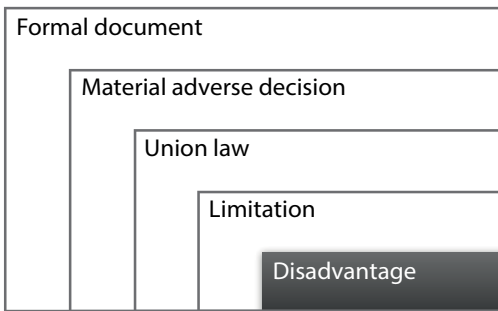 Formal document
Material adverse decision
Union law
Limitation
Disadvantage